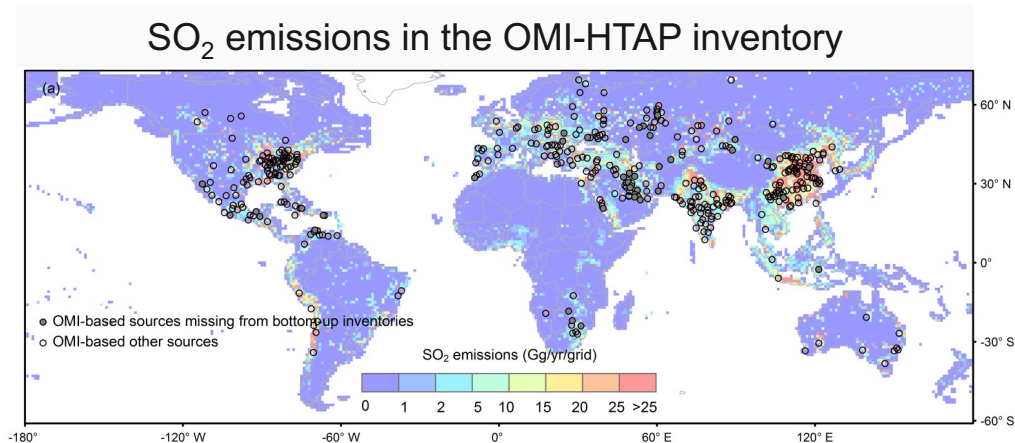 SO₂ emissions in the OMI-HTAP inventory
(a)
60° N
30° N
0°
-30° S
-60° S
OMI-based sources missing from bottom-up inventories
OMI-based other sources
SO₂ emissions (Gg/yr/grid)
0 1 2 5 10 15 20 25 >25
-180° -120° W -60° W 0° 60° E 120° E